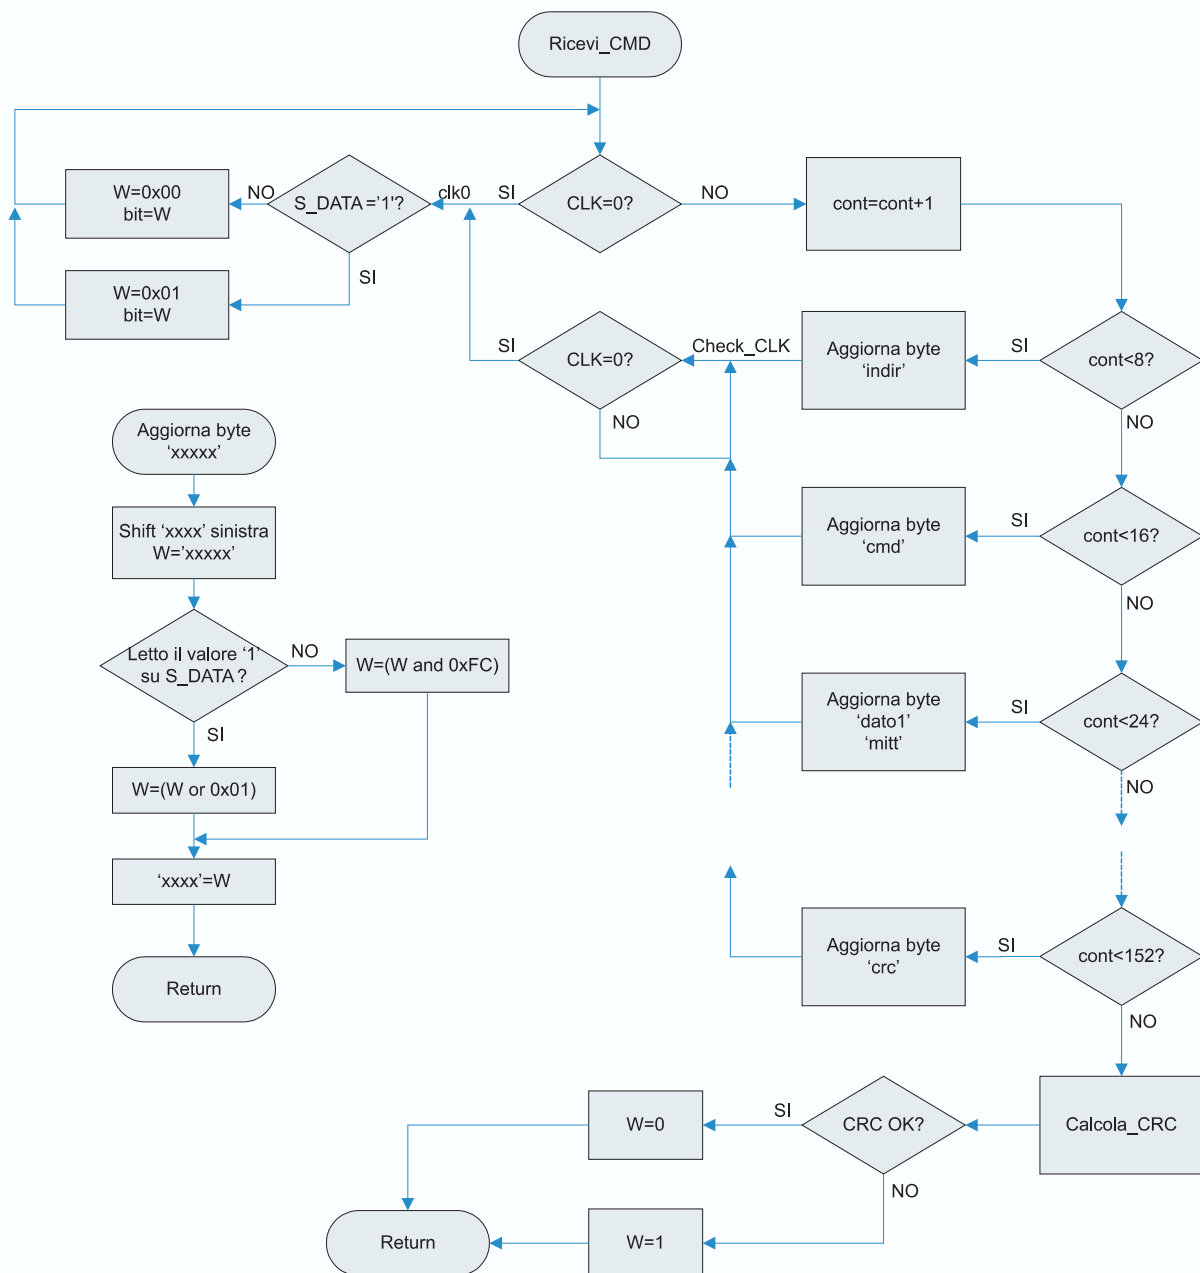 Ricevi_CMD
CLK=0?
SI
NO
clk0
S_DATA ='1'?
NO
SI
W=0x00
bit=W
W=0x01
bit=W
cont=cont+1
cont<8?
SI
NO
Aggiorna byte
‘indir’
Check_CLK
CLK=0?
SI
NO
cont<16?
SI
NO
Aggiorna byte
‘cmd’
cont<24?
SI
NO
Aggiorna byte
‘dato1’
‘mitt’
cont<152?
SI
NO
Aggiorna byte
‘crc’
Calcola_CRC
CRC OK?
SI
NO
W=0
W=1
Return
Aggiorna byte
‘xxxxx’
Shift ‘xxxx’ sinistra
W=’xxxxx’
Letto il valore ‘1’
su S_DATA ?
NO
SI
W=(W and 0xFC)
W=(W or 0x01)
‘xxxx’=W
Return